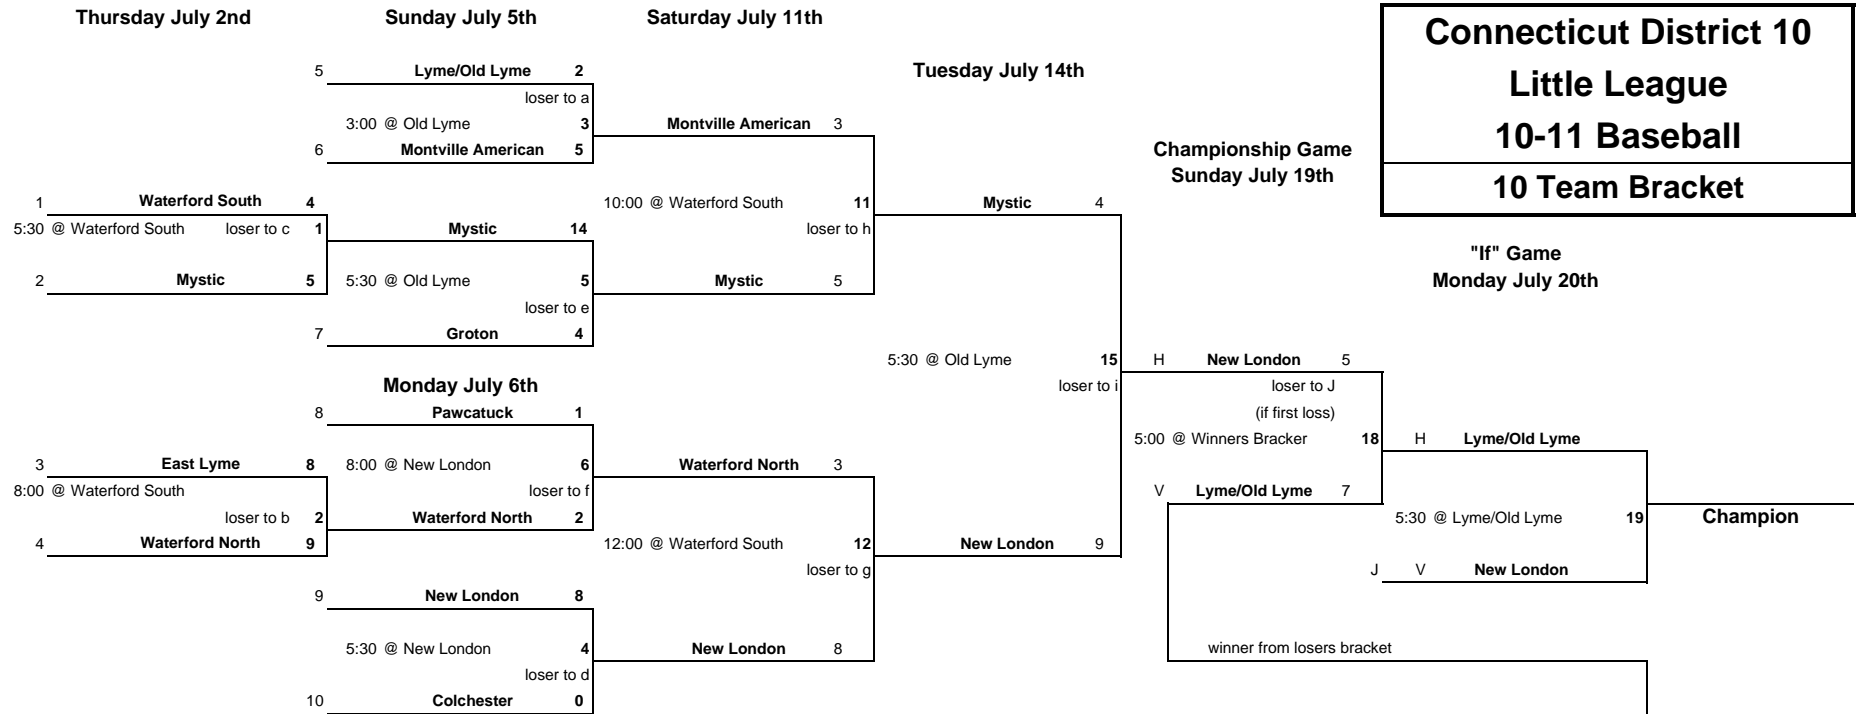 Thursday July 2nd Sunday July 5th Saturday July 11th
Connecticut District 10
Little League
10-11 Baseball
10 Team Bracket
5 Lyme/Old Lyme 2 Tuesday July 14th
loser to a
3:00 @ Old Lyme 3 Montville American 3
6 Montville American 5 Championship Game
Sunday July 19th
1 Waterford South 4 10:00 @ Waterford South 11 Mystic 4
5:30 @ Waterford South loser to c 1 Mystic 14 loser to h
"If" Game
Monday July 20th
2 Mystic 5 5:30 @ Old Lyme 5 Mystic 5
loser to e
7 Groton 4
5:30 @ Old Lyme 15 H New London 5
Monday July 6th loser to i loser to J
8 Pawcatuck 1 (if first loss)
5:00 @ Winners Bracker 18 H Lyme/Old Lyme
3 East Lyme 8 8:00 @ New London 6 Waterford North 3
8:00 @ Waterford South loser to f V Lyme/Old Lyme 7
loser to b 2 Waterford North 2 5:30 @ Lyme/Old Lyme 19 Champion
4 Waterford North 9 12:00 @ Waterford South 12 New London 9
loser to g J V New London
9 New London 8
5:30 @ New London 4 New London 8 winner from losers bracket
loser to d
10 Colchester 0